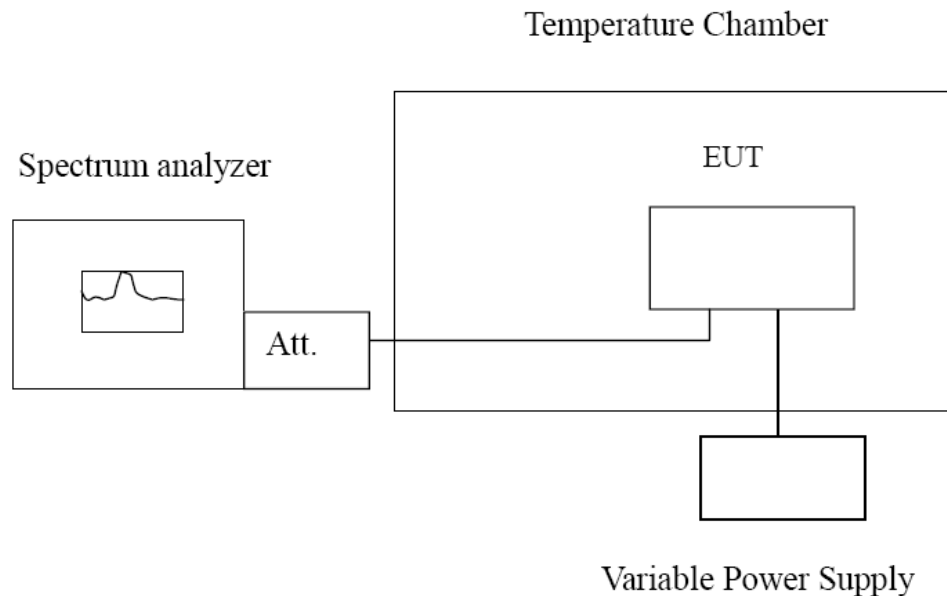 Temperature Chamber
Spectrum analyzer
EUT
Att.
Variable Power Supply